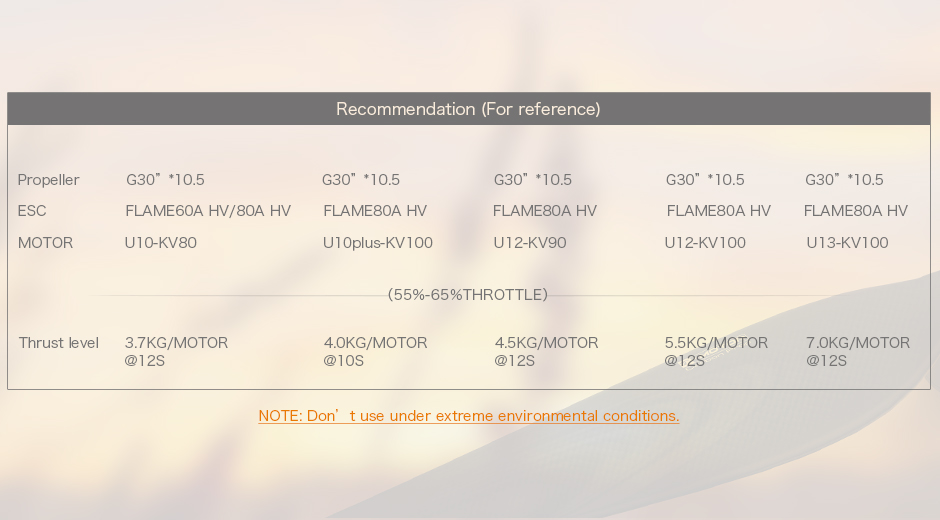 Recommendation (For reference)
Propeller G30”*10.5 G30”*10.5 G30”*10.5 G30”*10.5 G30”*10.5
ESC FLAME60A HV/80A HV FLAME80A HV FLAME80A HV FLAME80A HV FLAME80A HV
MOTOR U10-KV80 U10plus-KV100 U12-KV90 U12-KV100 U13-KV100
(55%-65%THROTTLE)
Thrust level 3.7KG/MOTOR 4.0KG/MOTOR 4.5KG/MOTOR 5.5KG/MOTOR 7.0KG/MOTOR
@12S @10S @12S @12S @12S
NOTE: Don’t use under extreme environmental conditions.